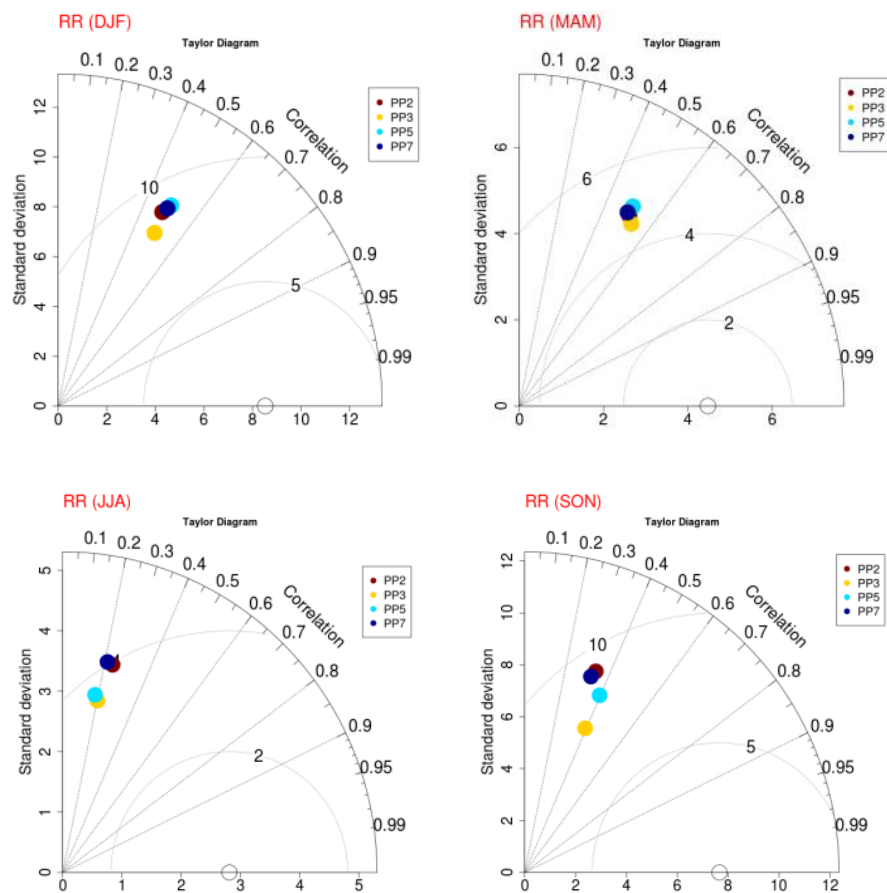 RR (DJF)
Taylor Diagram
0.1 0.2 0.3 0.4 0.5 0.6 0.7 0.8 0.9 0.95 0.99
Correlation
PP2
PP3
PP5
PP7
Standard deviation
0 2 4 6 8 10 12
10
5
0 2 4 6 8 10 12
RR (MAM)
Taylor Diagram
0.1 0.2 0.3 0.4 0.5 0.6 0.7 0.8 0.9 0.95 0.99
Correlation
PP2
PP3
PP5
PP7
Standard deviation
0 2 4 6
6
4
2
0 2 4 6
RR (JJA)
Taylor Diagram
0.1 0.2 0.3 0.4 0.5 0.6 0.7 0.8 0.9 0.95 0.99
Correlation
PP2
PP3
PP5
PP7
Standard deviation
0 1 2 3 4 5
4
2
0 1 2 3 4 5
RR (SON)
Taylor Diagram
0.1 0.2 0.3 0.4 0.5 0.6 0.7 0.8 0.9 0.95 0.99
Correlation
PP2
PP3
PP5
PP7
Standard deviation
0 2 4 6 8 10 12
10
5
0 2 4 6 8 10 12